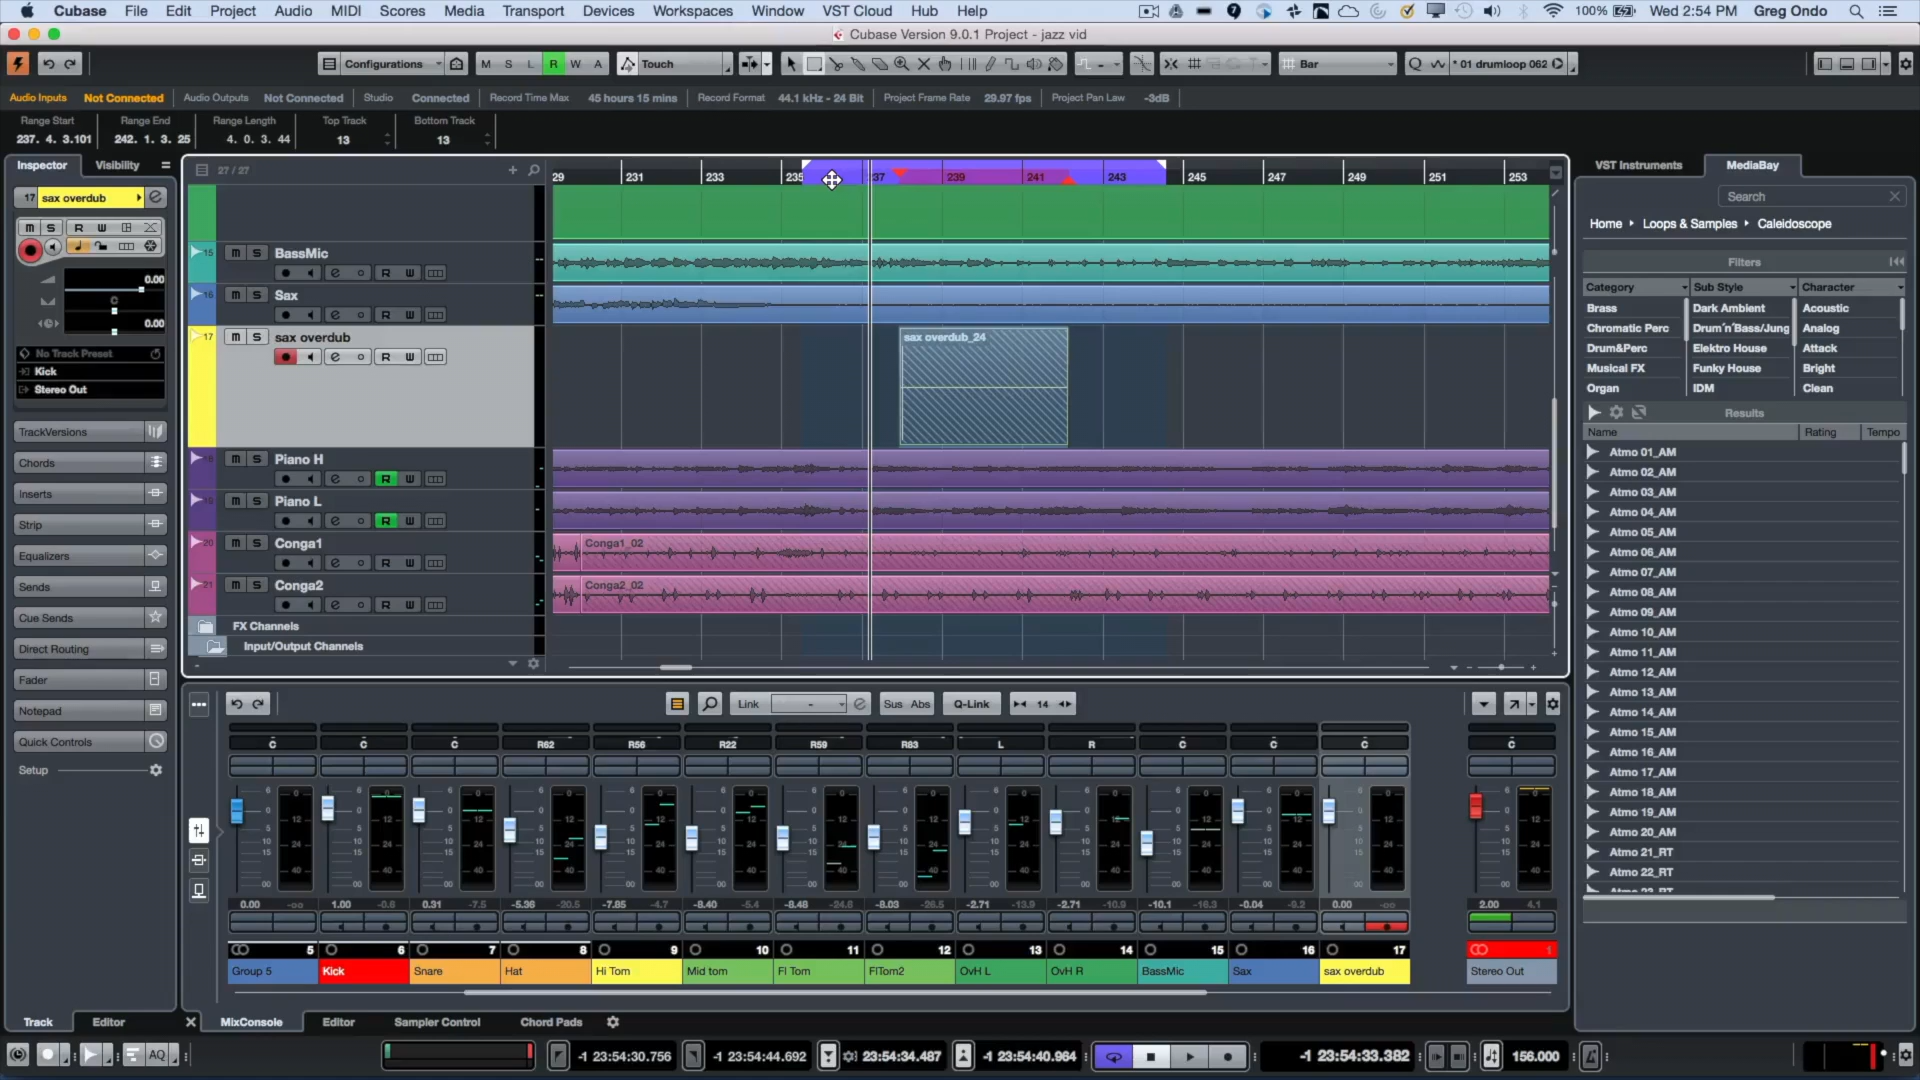 Cubase File Edit Project Audio MIDI Scores Media Transport Devices Workspaces Window VST Cloud Hub Help 100% Wed 2:54 PM Greg Ondo
Cubase Version 9.0.1 Project - jazz vid
Configurations M S L R W A Touch Bar Q * 01 drumloop 062
Audio Inputs Not Connected Audio Outputs Not Connected Studio Connected Record Time Max 45 hours 15 mins Record Format 44.1 kHz - 24 Bit Project Frame Rate 29.97 fps Project Pan Law -3dB
Range Start Range End Range Length Top Track Bottom Track
237. 4. 3.101 242. 1. 3. 25 4. 0. 3. 44 13 13
Inspector Visibility
17 sax overdub
M S R W
0.00
C
0.00
No Track Preset
Kick
Stereo Out
TrackVersions
Chords
Inserts
Strip
Equalizers
Sends
Cue Sends
Direct Routing
Fader
Notepad
Quick Controls
Setup
27 / 27
29 231 233 235 237 239 241 243 245 247 249 251 253
15 m S BassMic
R W
16 m S Sax
R W
17 m S sax overdub
R W
sax overdub_24
m S Piano H
R W
m S Piano L
R W
20 m S Conga1
R W
Conga1_02
21 m S Conga2
R W
Conga2_02
FX Channels
Input/Output Channels
VST Instruments MediaBay
Search
Home Loops & Samples Caleidoscope
Filters
Category Sub Style Character
Brass Dark Ambient Acoustic
Chromatic Perc Drum'n'Bass/Jung Analog
Drum&Perc Elektro House Attack
Musical FX Funky House Bright
Organ IDM Clean
Results
Name Rating Tempo
Atmo 01_AM
Atmo 02_AM
Atmo 03_AM
Atmo 04_AM
Atmo 05_AM
Atmo 06_AM
Atmo 07_AM
Atmo 08_AM
Atmo 09_AM
Atmo 10_AM
Atmo 11_AM
Atmo 12_AM
Atmo 13_AM
Atmo 14_AM
Atmo 15_AM
Atmo 16_AM
Atmo 17_AM
Atmo 18_AM
Atmo 19_AM
Atmo 20_AM
Atmo 21_RT
Atmo 22_RT
Link - Sus Abs Q-Link 14
C C C R62 R56 R22 R59 R83 L R C C C C
0.00 -oo 1.00 -0.6 0.31 -7.5 -5.36 -20.5 -7.85 -4.7 -8.40 -5.4 -8.48 -24.6 -8.03 -26.5 -2.71 -13.9 -2.71 -10.9 -10.1 -16.3 -0.04 -9.2 0.00 -oo 2.00 4.1
5 6 7 8 9 10 11 12 13 14 15 16 17 1
Group 5 Kick Snare Hat Hi Tom Mid tom Fl Tom FlTom2 OvH L OvH R BassMic Sax sax overdub Stereo Out
Track Editor MixConsole Editor Sampler Control Chord Pads
AQ -1 23:54:30.756 -1 23:54:44.692 23:54:34.487 -1 23:54:40.964 -1 23:54:33.382 156.000